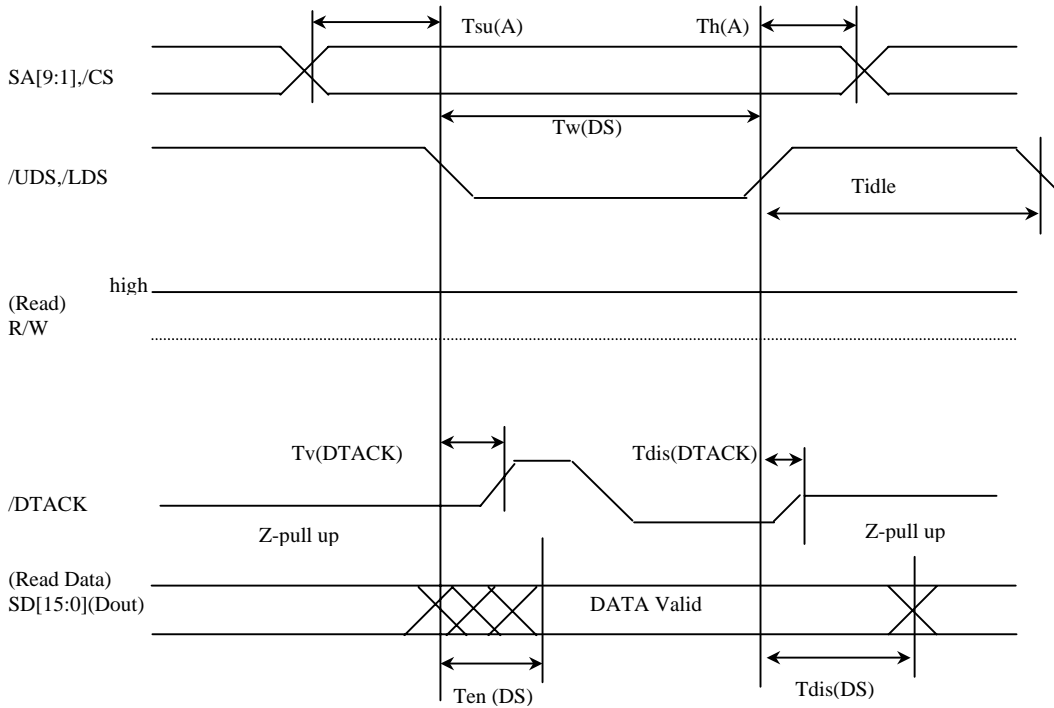 Tsu(A)
Th(A)
SA[9:1],/CS
Tw(DS)
/UDS,/LDS
Tidle
high
(Read)
R/W
Tv(DTACK)
Tdis(DTACK)
/DTACK
Z-pull up
Z-pull up
(Read Data)
SD[15:0](Dout)
DATA Valid
Ten (DS)
Tdis(DS)